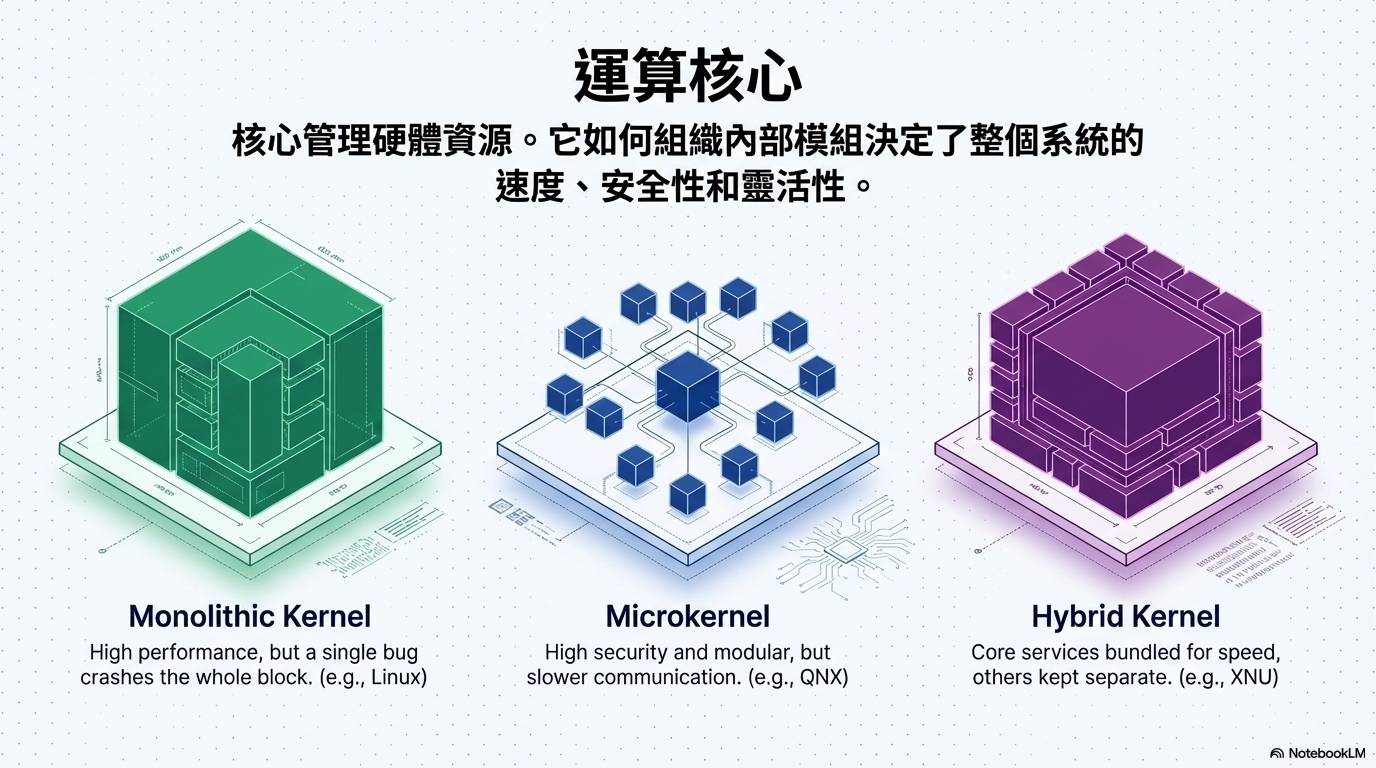 運算核心
核心管理硬體資源。它如何組織內部模組決定了整個系統的
速度、安全性和靈活性。
Monolithic Kernel
High performance, but a single bug
crashes the whole block. (e.g., Linux)
Microkernel
High security and modular, but
slower communication. (e.g., QNX)
Hybrid Kernel
Core services bundled for speed,
others kept separate. (e.g., XNU)
NotebookLM